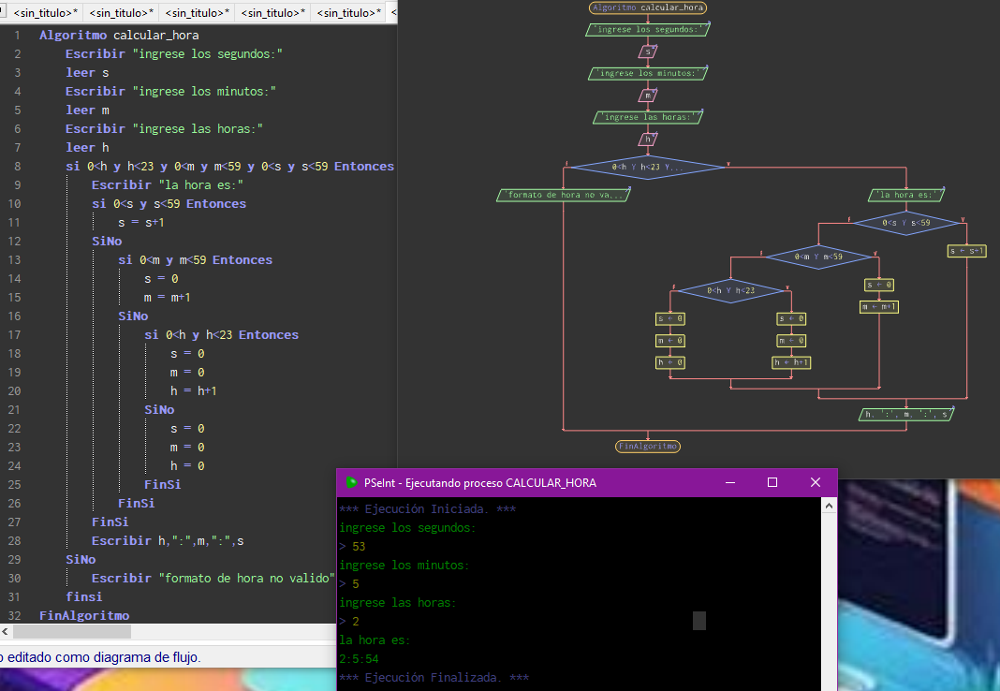 <sin_titulo>* <sin_titulo>* <sin_titulo>* <sin_titulo>* <sin_titulo>* <
1 Algoritmo calcular_hora
2 Escribir "ingrese los segundos:"
3 leer s
4 Escribir "ingrese los minutos:"
5 leer m
6 Escribir "ingrese las horas:"
7 leer h
8 si 0<h y h<23 y 0<m y m<59 y 0<s y s<59 Entonces
9 Escribir "la hora es:"
10 si 0<s y s<59 Entonces
11 s = s+1
12 SiNo
13 si 0<m y m<59 Entonces
14 s = 0
15 m = m+1
16 SiNo
17 si 0<h y h<23 Entonces
18 s = 0
19 m = 0
20 h = h+1
21 SiNo
22 s = 0
23 m = 0
24 h = 0
25 FinSi
26 FinSi
27 FinSi
28 Escribir h,":",m,":",s
29 SiNo
30 Escribir "formato de hora no valido"
31 finsi
32 FinAlgoritmo
o editado como diagrama de flujo.
Algoritmo calcular_hora
'ingrese los segundos:'
s
'ingrese los minutos:'
m
'ingrese las horas:'
h
0<h Y h<23 Y...
F
V
'formato de hora no va...
'la hora es:'
0<s Y s<59
F
V
s ← s+1
0<m Y m<59
F
V
s ← 0
m ← m+1
0<h Y h<23
F
V
s ← 0
m ← 0
h ← 0
s ← 0
m ← 0
h ← h+1
h, ':', m, ':', s
FinAlgoritmo
PSeInt - Ejecutando proceso CALCULAR_HORA
*** Ejecución Iniciada. ***
ingrese los segundos:
> 53
ingrese los minutos:
> 5
ingrese las horas:
> 2
la hora es:
2:5:54
*** Ejecución Finalizada. ***